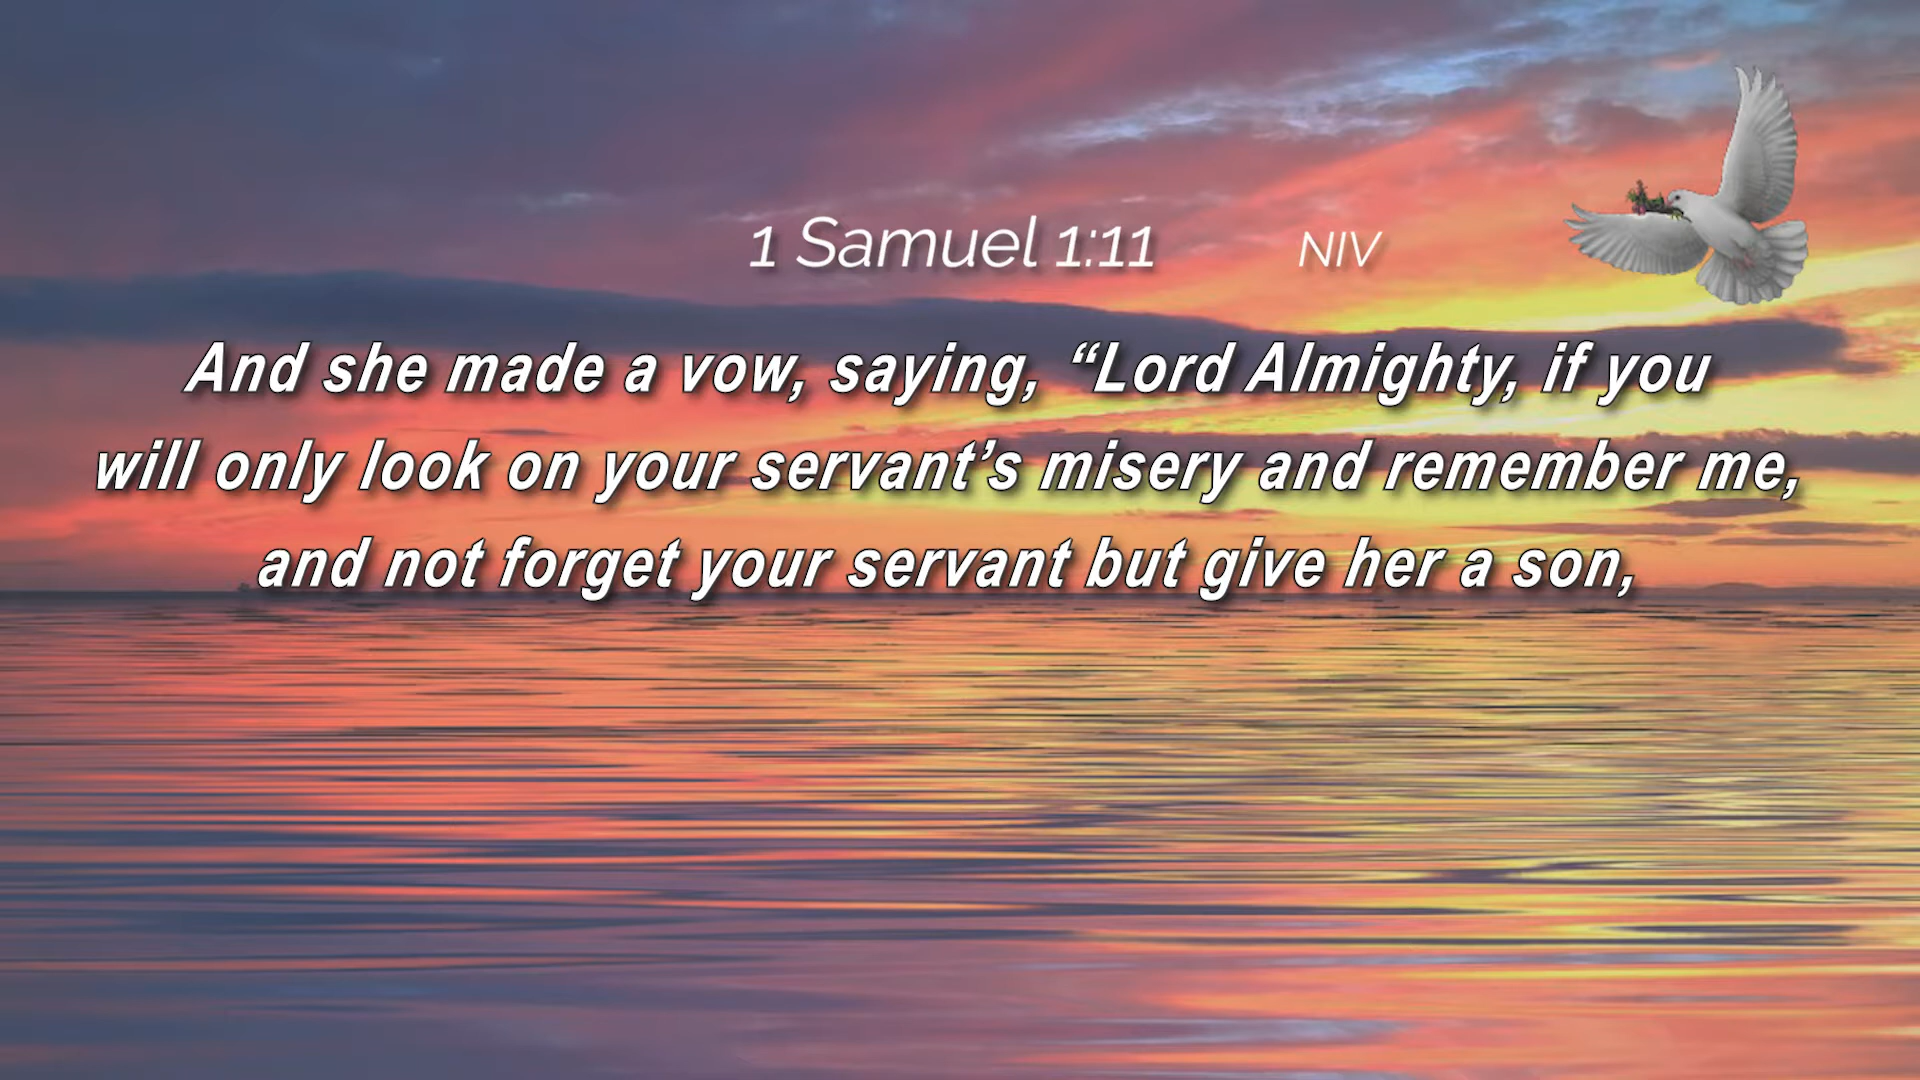 1 Samuel 1:11 NIV
And she made a vow, saying, “Lord Almighty, if you
will only look on your servant’s misery and remember me,
and not forget your servant but give her a son,